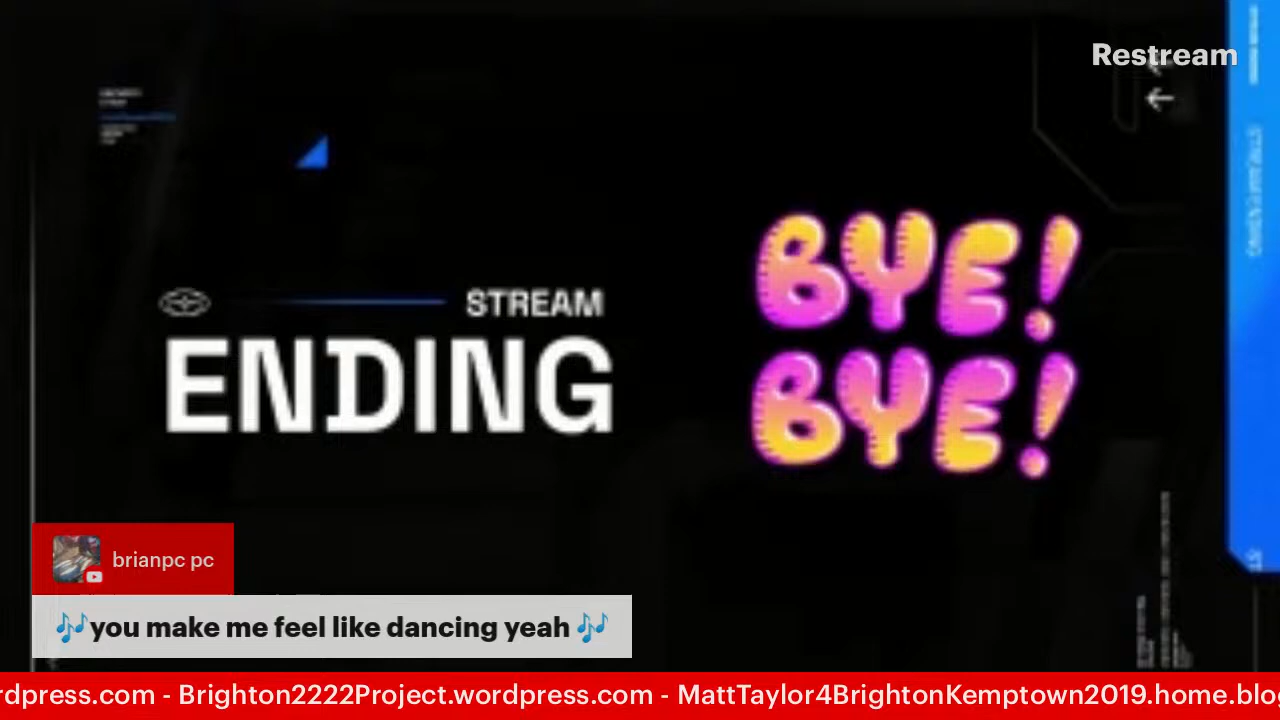 Restream
STREAM
ENDING
BYE!
BYE!
brianpc pc
🎶you make me feel like dancing yeah 🎶
rdpress.com - Brighton2222Project.wordpress.com - MattTaylor4BrightonKemptown2019.home.blog